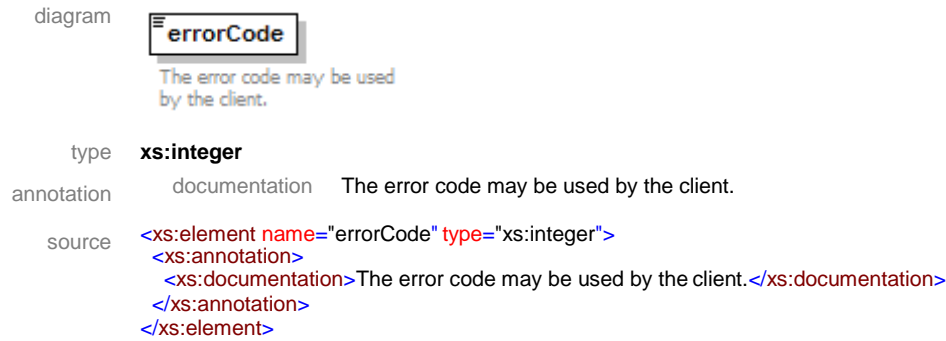 diagram
errorCode
The error code may be used
by the client.
type xs:integer
annotation documentation The error code may be used by the client.
source <xs:element name="errorCode" type="xs:integer">
<xs:annotation>
<xs:documentation>The error code may be used by the client.</xs:documentation>
</xs:annotation>
</xs:element>